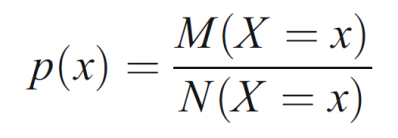 p(x) = M(X = x) / N(X = x)